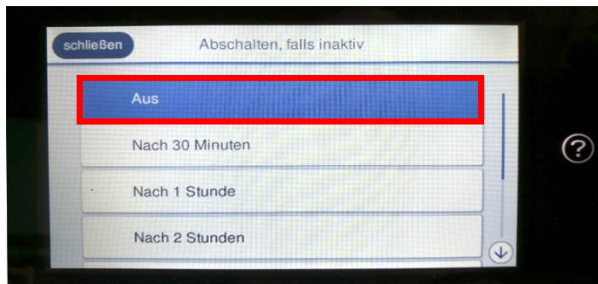 schließen
Abschalten, falls inaktiv
Aus
Nach 30 Minuten
Nach 1 Stunde
Nach 2 Stunden
?